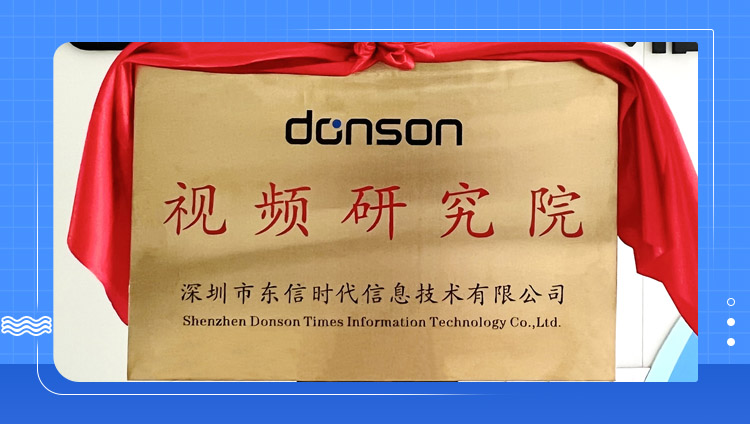 donson
视频研究院
深圳市东信时代信息技术有限公司
Shenzhen Donson Times Information Technology Co.,Ltd.